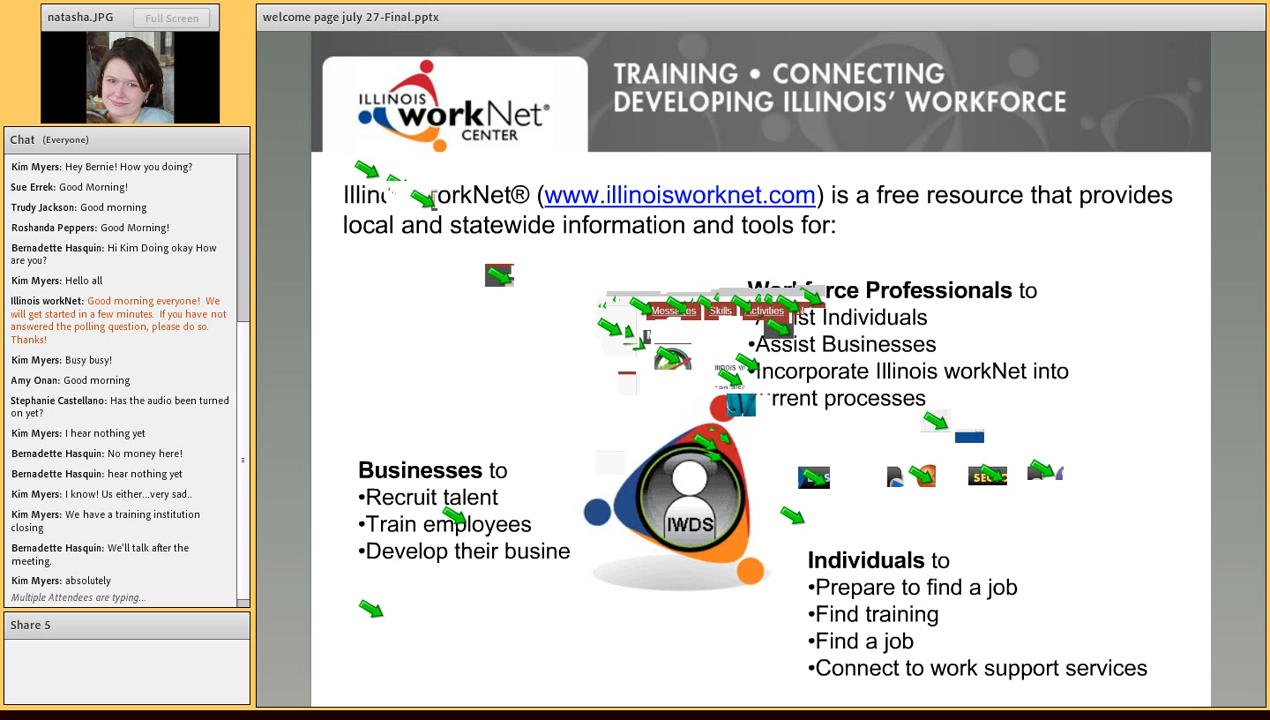 natasha.JPG
Full Screen
Chat (Everyone)
Kim Myers: Hey Bernie! How you doing?
Sue Errek: Good Morning!
Trudy Jackson: Good morning
Roshanda Peppers: Good Morning!
Bernadette Hasquin: Hi Kim Doing okay How
are you?
Kim Myers: Hello all
Illinois workNet: Good morning everyone! We
will get started in a few minutes. If you have not
answered the polling question, please do so.
Thanks!
Kim Myers: Busy busy!
Amy Onan: Good morning
Stephanie Castellano: Has the audio been turned
on yet?
Kim Myers: I hear nothing yet
Bernadette Hasquin: No money here!
Bernadette Hasquin: hear nothing yet
Kim Myers: I know! Us either...very sad..
Kim Myers: We have a training institution
closing
Bernadette Hasquin: We'll talk after the
meeting.
Kim Myers: absolutely
Multiple Attendees are typing...
Share 5
welcome page july 27-Final.pptx
ILLINOIS
workNet®
CENTER
TRAINING • CONNECTING
DEVELOPING ILLINOIS' WORKFORCE
orkNet® (www.illinoisworknet.com) is a free resource that provides
local and statewide information and tools for:
Workforce Professionals to
Individuals
•Assist Businesses
•Incorporate Illinois workNet into
processes
Messages
Skills
Activities
Businesses to
•Recruit talent
•Train employees
•Develop their busine
IWDS
Individuals to
•Prepare to find a job
•Find training
•Find a job
•Connect to work support services